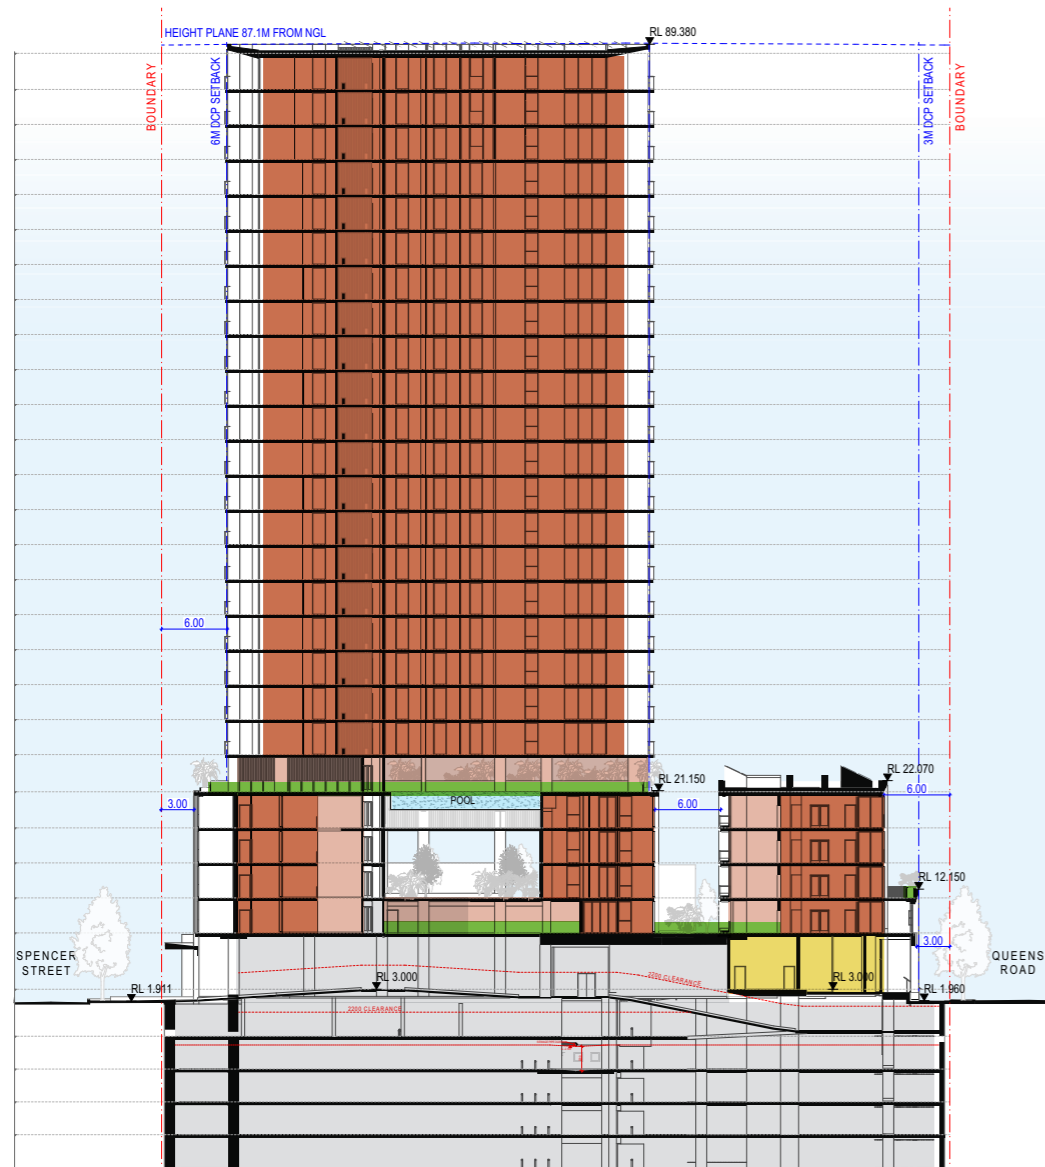 HEIGHT PLANE 87.1M FROM NGL
RL 89.380
BOUNDARY
6M DCP SETBACK
3M DCP SETBACK
BOUNDARY
6.00
RL 21.150
RL 22.070
3.00
POOL
6.00
6.00
RL 12.150
SPENCER
STREET
3.00
QUEENS
ROAD
2200 CLEARANCE
RL 3.000
RL 3.000
RL 1.911
RL 1.960
2200 CLEARANCE